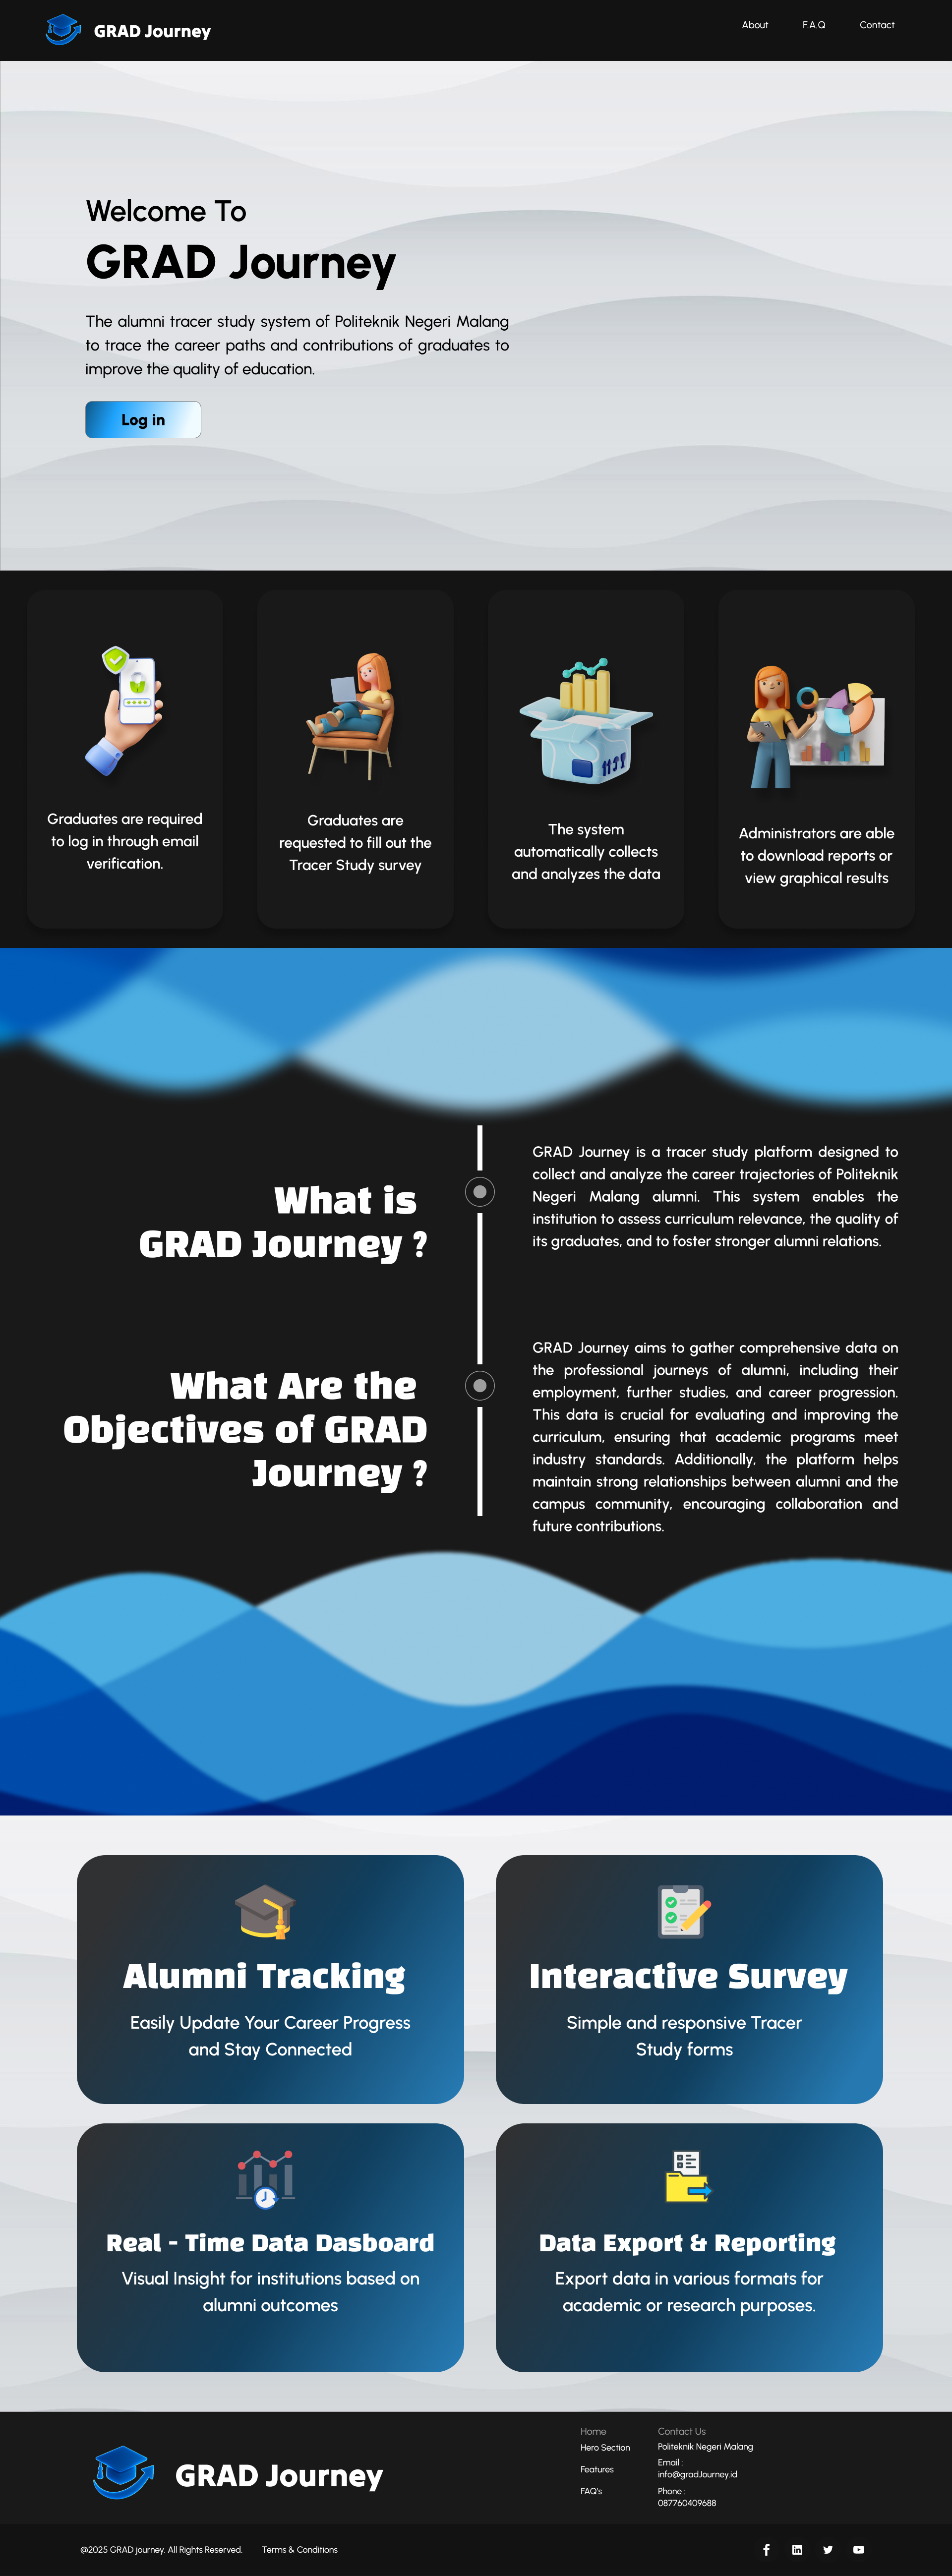 GRAD Journey
About
F.A.Q
Contact
Welcome To
GRAD Journey
The alumni tracer study system of Politeknik Negeri Malang
to trace the career paths and contributions of graduates to
improve the quality of education.
Log in
Graduates are required
to log in through email
verification.
Graduates are
requested to fill out the
Tracer Study survey
The system
automatically collects
and analyzes the data
Administrators are able
to download reports or
view graphical results
What is
GRAD Journey ?
GRAD Journey is a tracer study platform designed to
collect and analyze the career trajectories of Politeknik
Negeri Malang alumni. This system enables the
institution to assess curriculum relevance, the quality of
its graduates, and to foster stronger alumni relations.
What Are the
Objectives of GRAD
Journey ?
GRAD Journey aims to gather comprehensive data on
the professional journeys of alumni, including their
employment, further studies, and career progression.
This data is crucial for evaluating and improving the
curriculum, ensuring that academic programs meet
industry standards. Additionally, the platform helps
maintain strong relationships between alumni and the
campus community, encouraging collaboration and
future contributions.
Alumni Tracking
Easily Update Your Career Progress
and Stay Connected
Interactive Survey
Simple and responsive Tracer
Study forms
Real - Time Data Dasboard
Visual Insight for institutions based on
alumni outcomes
Data Export & Reporting
Export data in various formats for
academic or research purposes.
GRAD Journey
Home
Hero Section
Features
FAQ's
Contact Us
Politeknik Negeri Malang
Email :
info@gradJourney.id
Phone :
087760409688
@2025 GRAD journey. All Rights Reserved.
Terms & Conditions